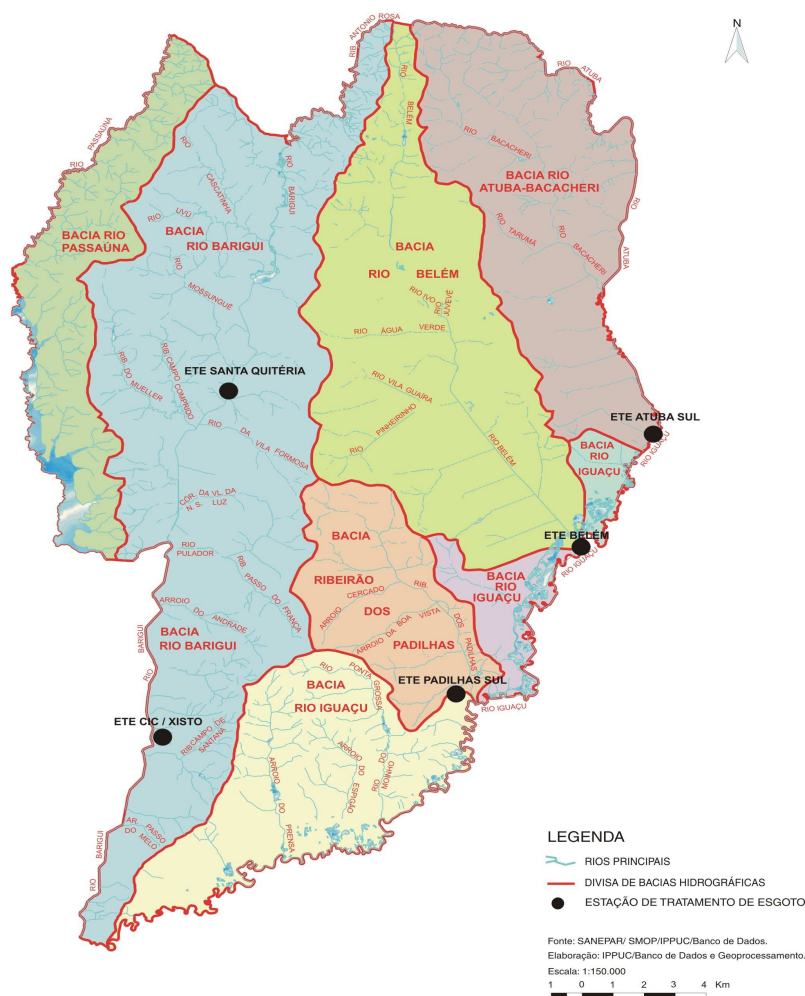 N
RIB. ANTONIO ROSA
RIO ATUBA
RIO BELÉM
RIO PASSAÚNA
RIO BACACHERI
RIO CASCATINHA
RIO BARIGUI
BACIA RIO
ATUBA-BACACHERI
RIO UVÚ
BACIA RIO
PASSAÚNA
BACIA
RIO BARIGUI
BACIA
RIO BELÉM
RIO TARUMÃ
RIO BACACHERI
RIO ATUBA
RIO MOSSUNGUÊ
RIO IVO
RIO JUVEVÊ
RIO ÁGUA VERDE
RIB. DO MUELLER
RIB. CAMPO COMPRIDO
ETE SANTA QUITÉRIA
RIO VILA GUAÍRA
RIO PINHEIRINHO
RIO DA VILA FORMOSA
RIO BELÉM
ETE ATUBA SUL
BACIA
RIO
IGUAÇU
RIO IGUAÇU
CÓR. DA VL. DA
N. S. LUZ
ETE BELÉM
RIO IGUAÇU
RIO
PULADOR
BACIA
RIBEIRÃO
DOS
PADILHAS
BACIA
RIO
IGUAÇU
RIB. PASSO DO FRANÇA
ARROIO CERCADO
RIB. DOS PADILHAS
ARROIO DA BOA VISTA
ARROIO DO ANDRADE
BACIA
RIO BARIGUI
RIO BARIGUI
ETE PADILHAS SUL
RIO IGUAÇU
RIO PONTA GROSSA
BACIA
RIO IGUAÇU
ETE CIC / XISTO
RIB. CAMPO DE
SANTANA
ARROIO DO PRENSA
ARROIO DO ESPIGÃO
RIO DO MOINHO
AR. PASSO
DO MELO
RIO BARIGUI
LEGENDA
RIOS PRINCIPAIS
DIVISA DE BACIAS HIDROGRÁFICAS
ESTAÇÃO DE TRATAMENTO DE ESGOTO
Fonte: SANEPAR/ SMOP/IPPUC/Banco de Dados.
Elaboração: IPPUC/Banco de Dados e Geoprocessamento.
Escala: 1:150.000
1 0 1 2 3 4 Km